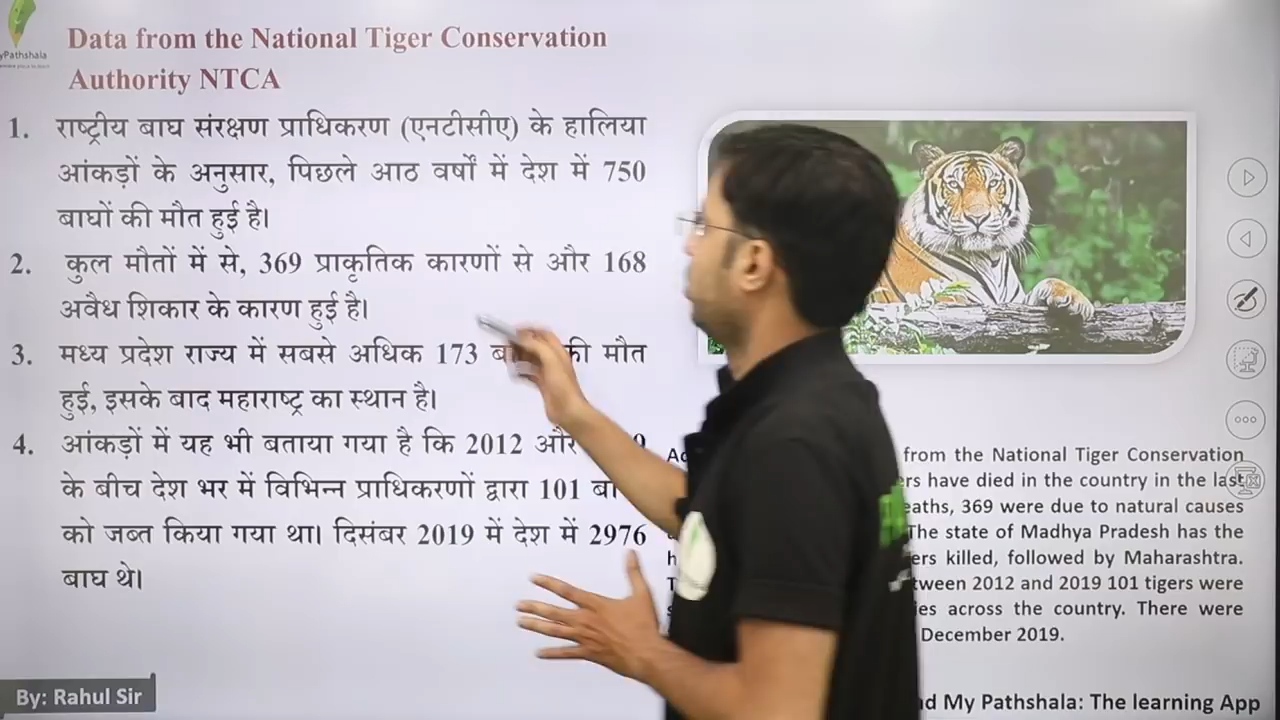 yPathshala
Data from the National Tiger Conservation
Authority NTCA
1. राष्ट्रीय बाघ संरक्षण प्राधिकरण (एनटीसीए) के हालिया
आंकड़ों के अनुसार, पिछले आठ वर्षों में देश में 750
बाघों की मौत हुई है।
2. कुल मौतों में से, 369 प्राकृतिक कारणों से और 168
अवैध शिकार के कारण हुई है।
3. मध्य प्रदेश राज्य में सबसे अधिक 173 की मौत
हुई, इसके बाद महाराष्ट्र का स्थान है।
4. आंकड़ों में यह भी बताया गया है कि 2012
के बीच देश भर में विभिन्न प्राधिकरणों द्वारा 101
को जब्त किया गया था। दिसंबर 2019 में देश में 2976
बाघ थे।
from the National Tiger Conservation
have died in the country in the last
369 were due to natural causes
The state of Madhya Pradesh has the
killed, followed by Maharashtra.
2012 and 2019 101 tigers were
across the country. There were
December 2019.
By: Rahul Sir
My Pathshala: The learning App